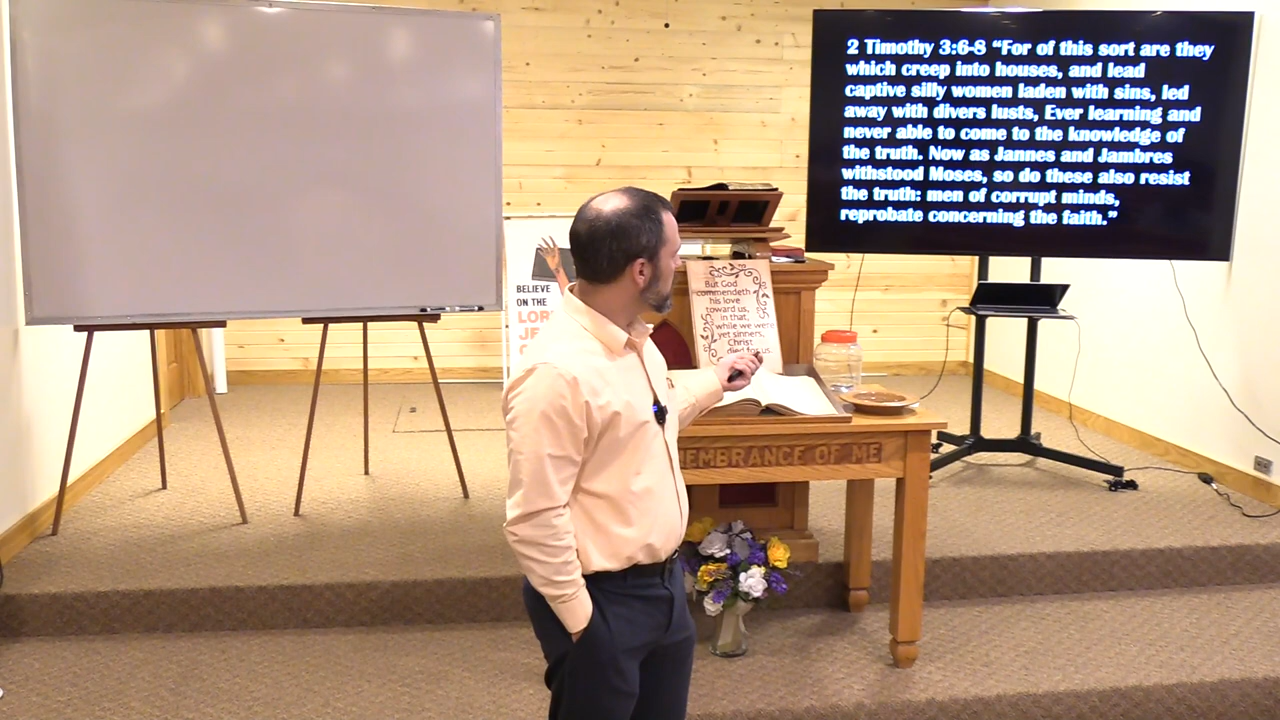 2 Timothy 3:6-8 “For of this sort are they
which creep into houses, and lead
captive silly women laden with sins, led
away with divers lusts, Ever learning and
never able to come to the knowledge of
the truth. Now as Jannes and Jambres
withstood Moses, so do these also resist
the truth: men of corrupt minds,
reprobate concerning the faith.”
BELIEVE
ON THE
But God
commendeth
his love
toward us,
in that,
while we were
yet sinners,
Christ
died for us.
OF ME